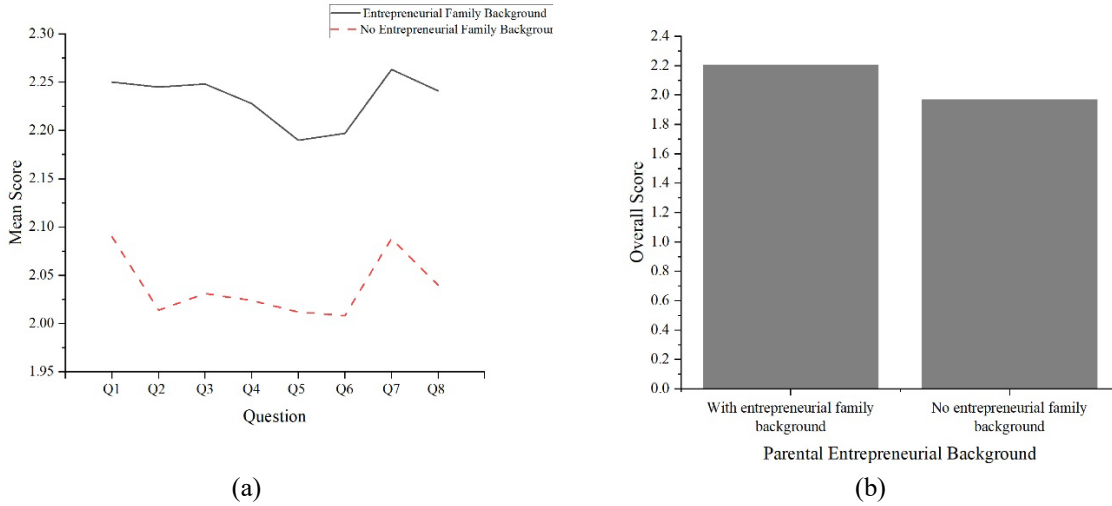 Entrepreneurial Family Background
No Entrepreneurial Family Backgroun
2.30
2.25
2.20
2.15
2.10
2.05
2.00
1.95
Mean Score
Q1 Q2 Q3 Q4 Q5 Q6 Q7 Q8
Question
(a)
2.4
2.2
2.0
1.8
1.6
1.4
1.2
1.0
0.8
0.6
0.4
0.2
0.0
Overall Score
With entrepreneurial family
background
No entrepreneurial family
background
Parental Entrepreneurial Background
(b)